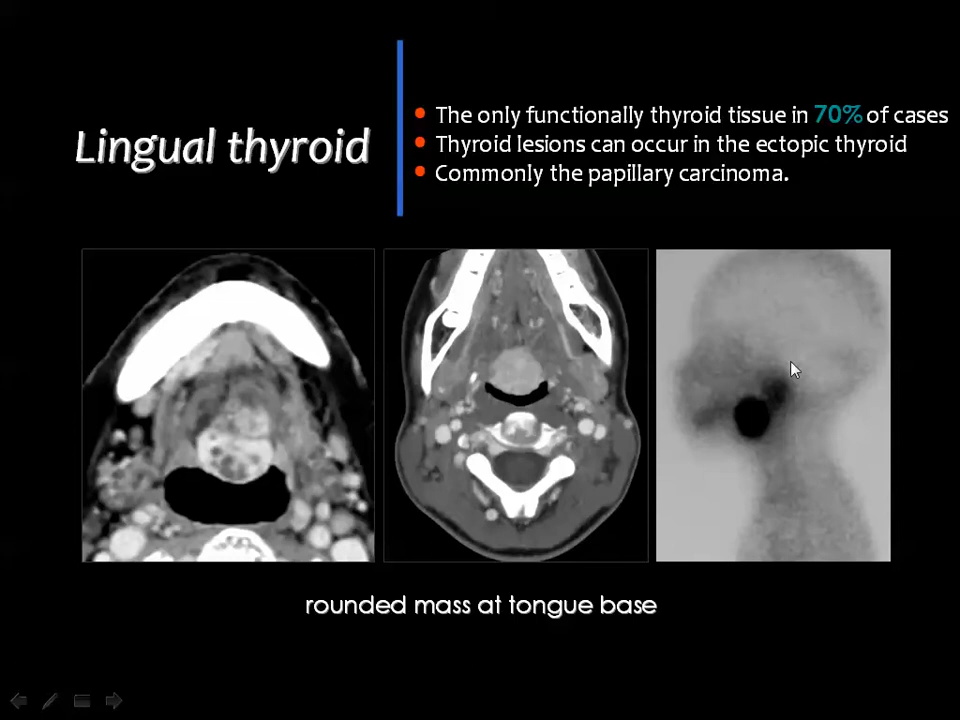 Lingual thyroid
The only functionally thyroid tissue in 70% of cases
Thyroid lesions can occur in the ectopic thyroid
Commonly the papillary carcinoma.
rounded mass at tongue base